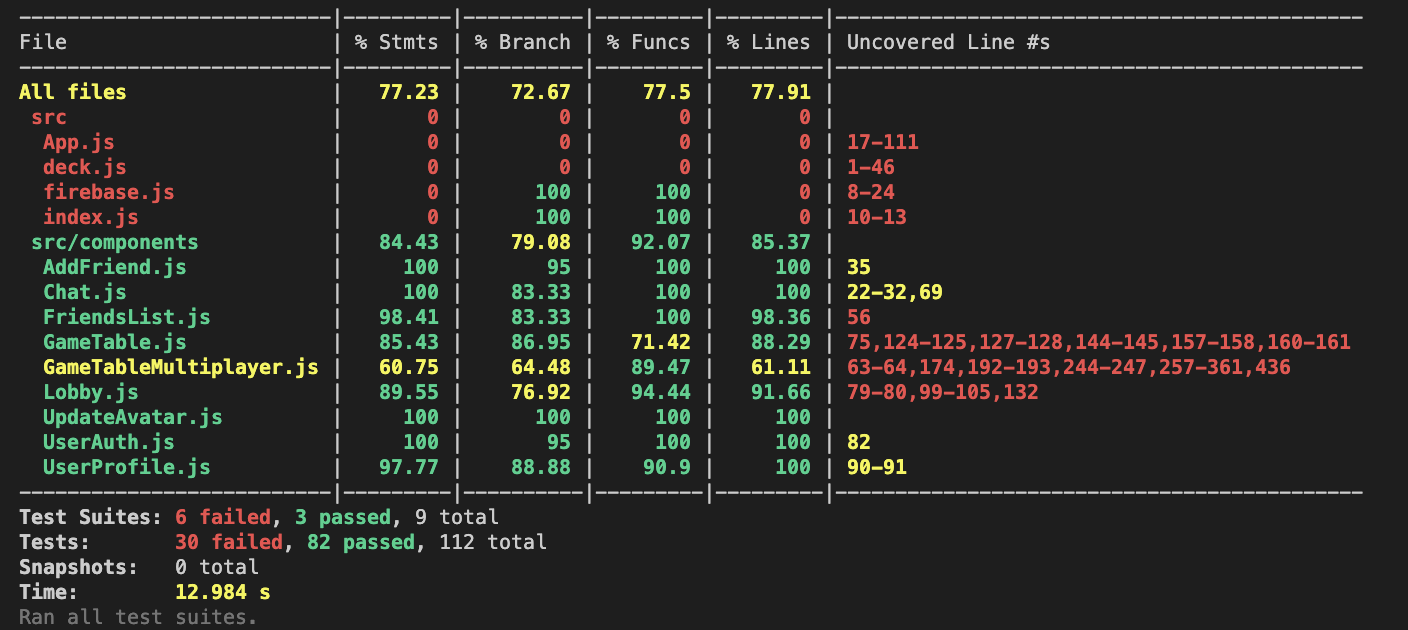 File | % Stmts | % Branch | % Funcs | % Lines | Uncovered Line #s
All files | 77.23 | 72.67 | 77.5 | 77.91 |
src | 0 | 0 | 0 | 0 |
App.js | 0 | 0 | 0 | 0 | 17-111
deck.js | 0 | 0 | 0 | 0 | 1-46
firebase.js | 0 | 100 | 100 | 0 | 8-24
index.js | 0 | 100 | 100 | 0 | 10-13
src/components | 84.43 | 79.08 | 92.07 | 85.37 |
AddFriend.js | 100 | 95 | 100 | 100 | 35
Chat.js | 100 | 83.33 | 100 | 100 | 22-32,69
FriendsList.js | 98.41 | 83.33 | 100 | 98.36 | 56
GameTable.js | 85.43 | 86.95 | 71.42 | 88.29 | 75,124-125,127-128,144-145,157-158,160-161
GameTableMultiplayer.js | 60.75 | 64.48 | 89.47 | 61.11 | 63-64,174,192-193,244-247,257-361,436
Lobby.js | 89.55 | 76.92 | 94.44 | 91.66 | 79-80,99-105,132
UpdateAvatar.js | 100 | 100 | 100 | 100 |
UserAuth.js | 100 | 95 | 100 | 100 | 82
UserProfile.js | 97.77 | 88.88 | 90.9 | 100 | 90-91
Test Suites: 6 failed, 3 passed, 9 total
Tests: 30 failed, 82 passed, 112 total
Snapshots: 0 total
Time: 12.984 s
Ran all test suites.